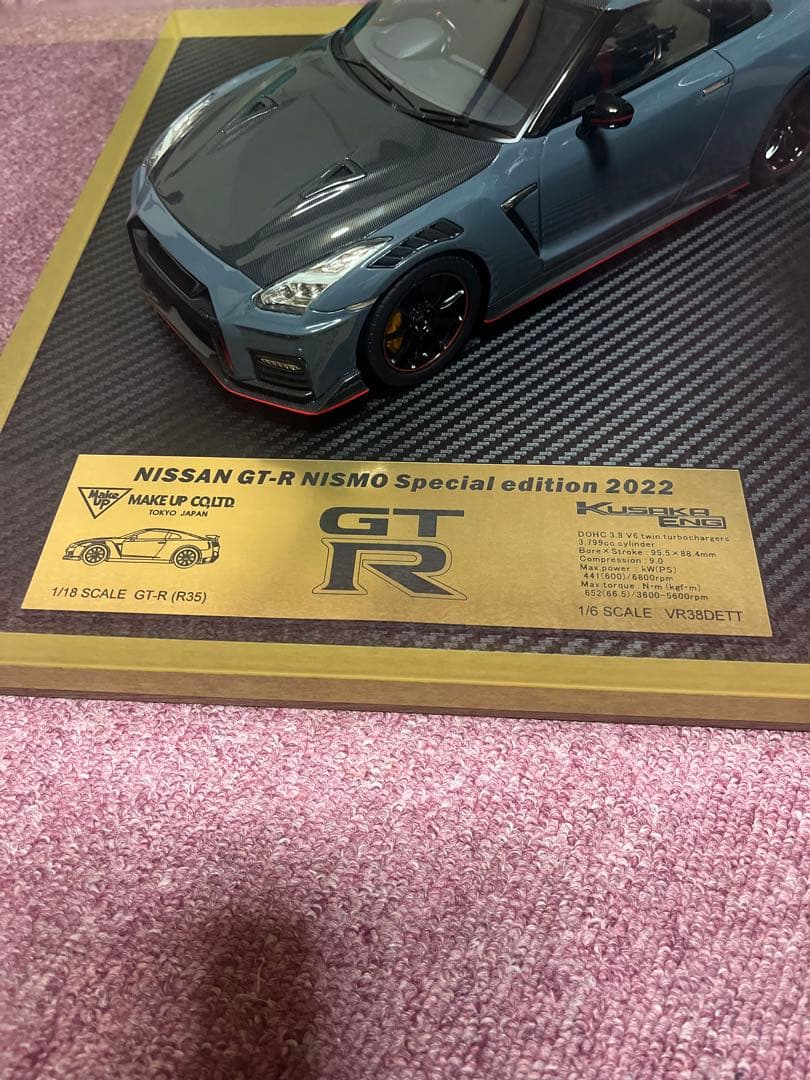 NISSAN GT-R NISMO Special edition 2022
Make up
MAKE UP CO.,LTD.
TOKYO JAPAN
1/18 SCALE GT-R (R35)
GT
R
KUSAKA
ENG
DOHC 3.8 V6 twin turbochargers
3.799cc cylinder
Bore×Stroke : 95.5×88.4mm
Compression : 9.0
Max.power : kW(PS)
441(600)/6800rpm
Max.torque : N・m (kgf・m)
652(66.5)/3600-5600rpm
1/6 SCALE VR38DETT